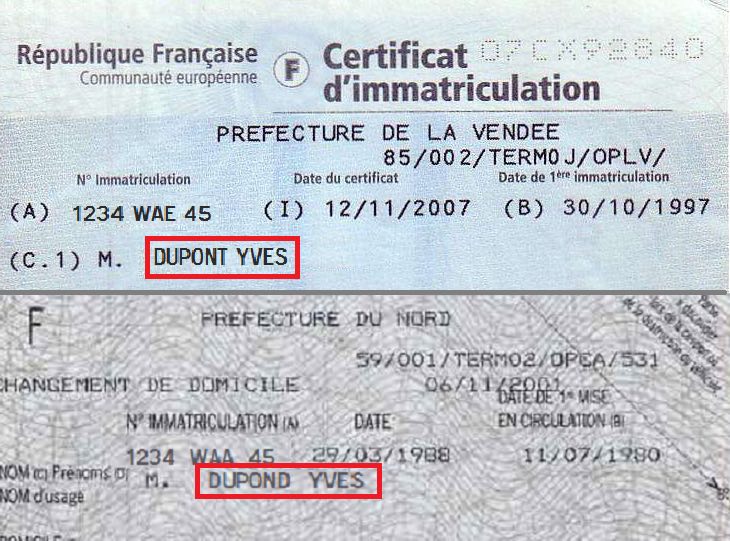 République Française
Communauté européenne
F
Certificat
d'immatriculation
07CX92840
PREFECTURE DE LA VENDEE
85/002/TERM0J/OPLV/
N° Immatriculation Date du certificat Date de 1ère immatriculation
(A) 1234 WAE 45 (I) 12/11/2007 (B) 30/10/1997
(C.1) M. DUPONT YVES
F
PREFECTURE DU NORD
59/001/TERM02/OPEA/531
CHANGEMENT DE DOMICILE 06/11/2001
DATE DE 1re MISE
N° IMMATRICULATION (A) DATE EN CIRCULATION (B)
1234 WAA 45 29/03/1988 11/07/1980
NOM Prénoms
M. DUPOND YVES
NOM d'usage
DOMICILE
Partie
à découper